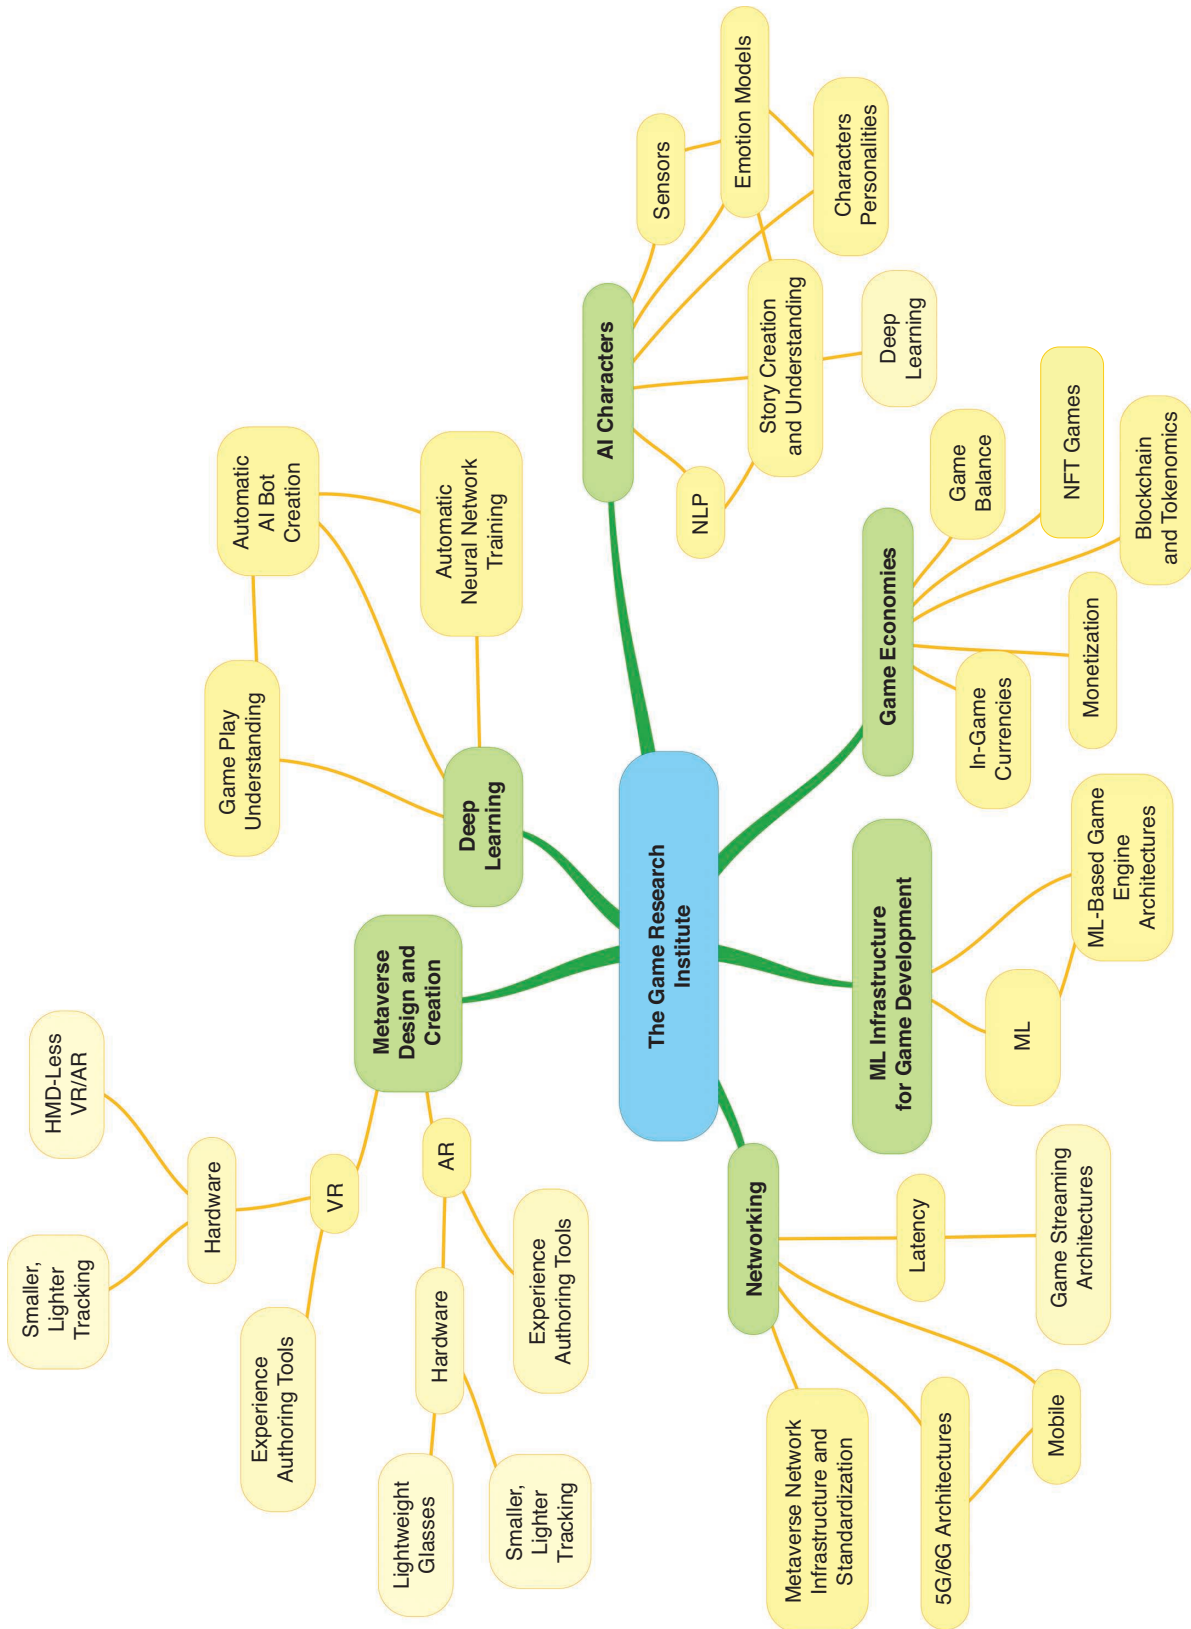 The Game Research
Institute
Metaverse
Design and
Creation
VR
Hardware
Smaller,
Lighter
Tracking
HMD-Less
VR/AR
Experience
Authoring Tools
AR
Hardware
Lightweight
Glasses
Smaller,
Lighter
Tracking
Experience
Authoring Tools
Deep
Learning
Game Play
Understanding
Automatic
AI Bot
Creation
Automatic
Neural Network
Training
AI Characters
Sensors
Emotion Models
Characters
Personalities
Story Creation
and Understanding
Deep
Learning
NLP
Networking
Metaverse Network
Infrastructure and
Standardization
5G/6G Architectures
Mobile
Latency
Game Streaming
Architectures
ML Infrastructure
for Game Development
ML
ML-Based Game
Engine
Architectures
Game Economies
In-Game
Currencies
Monetization
Game
Balance
NFT Games
Blockchain
and Tokenomics